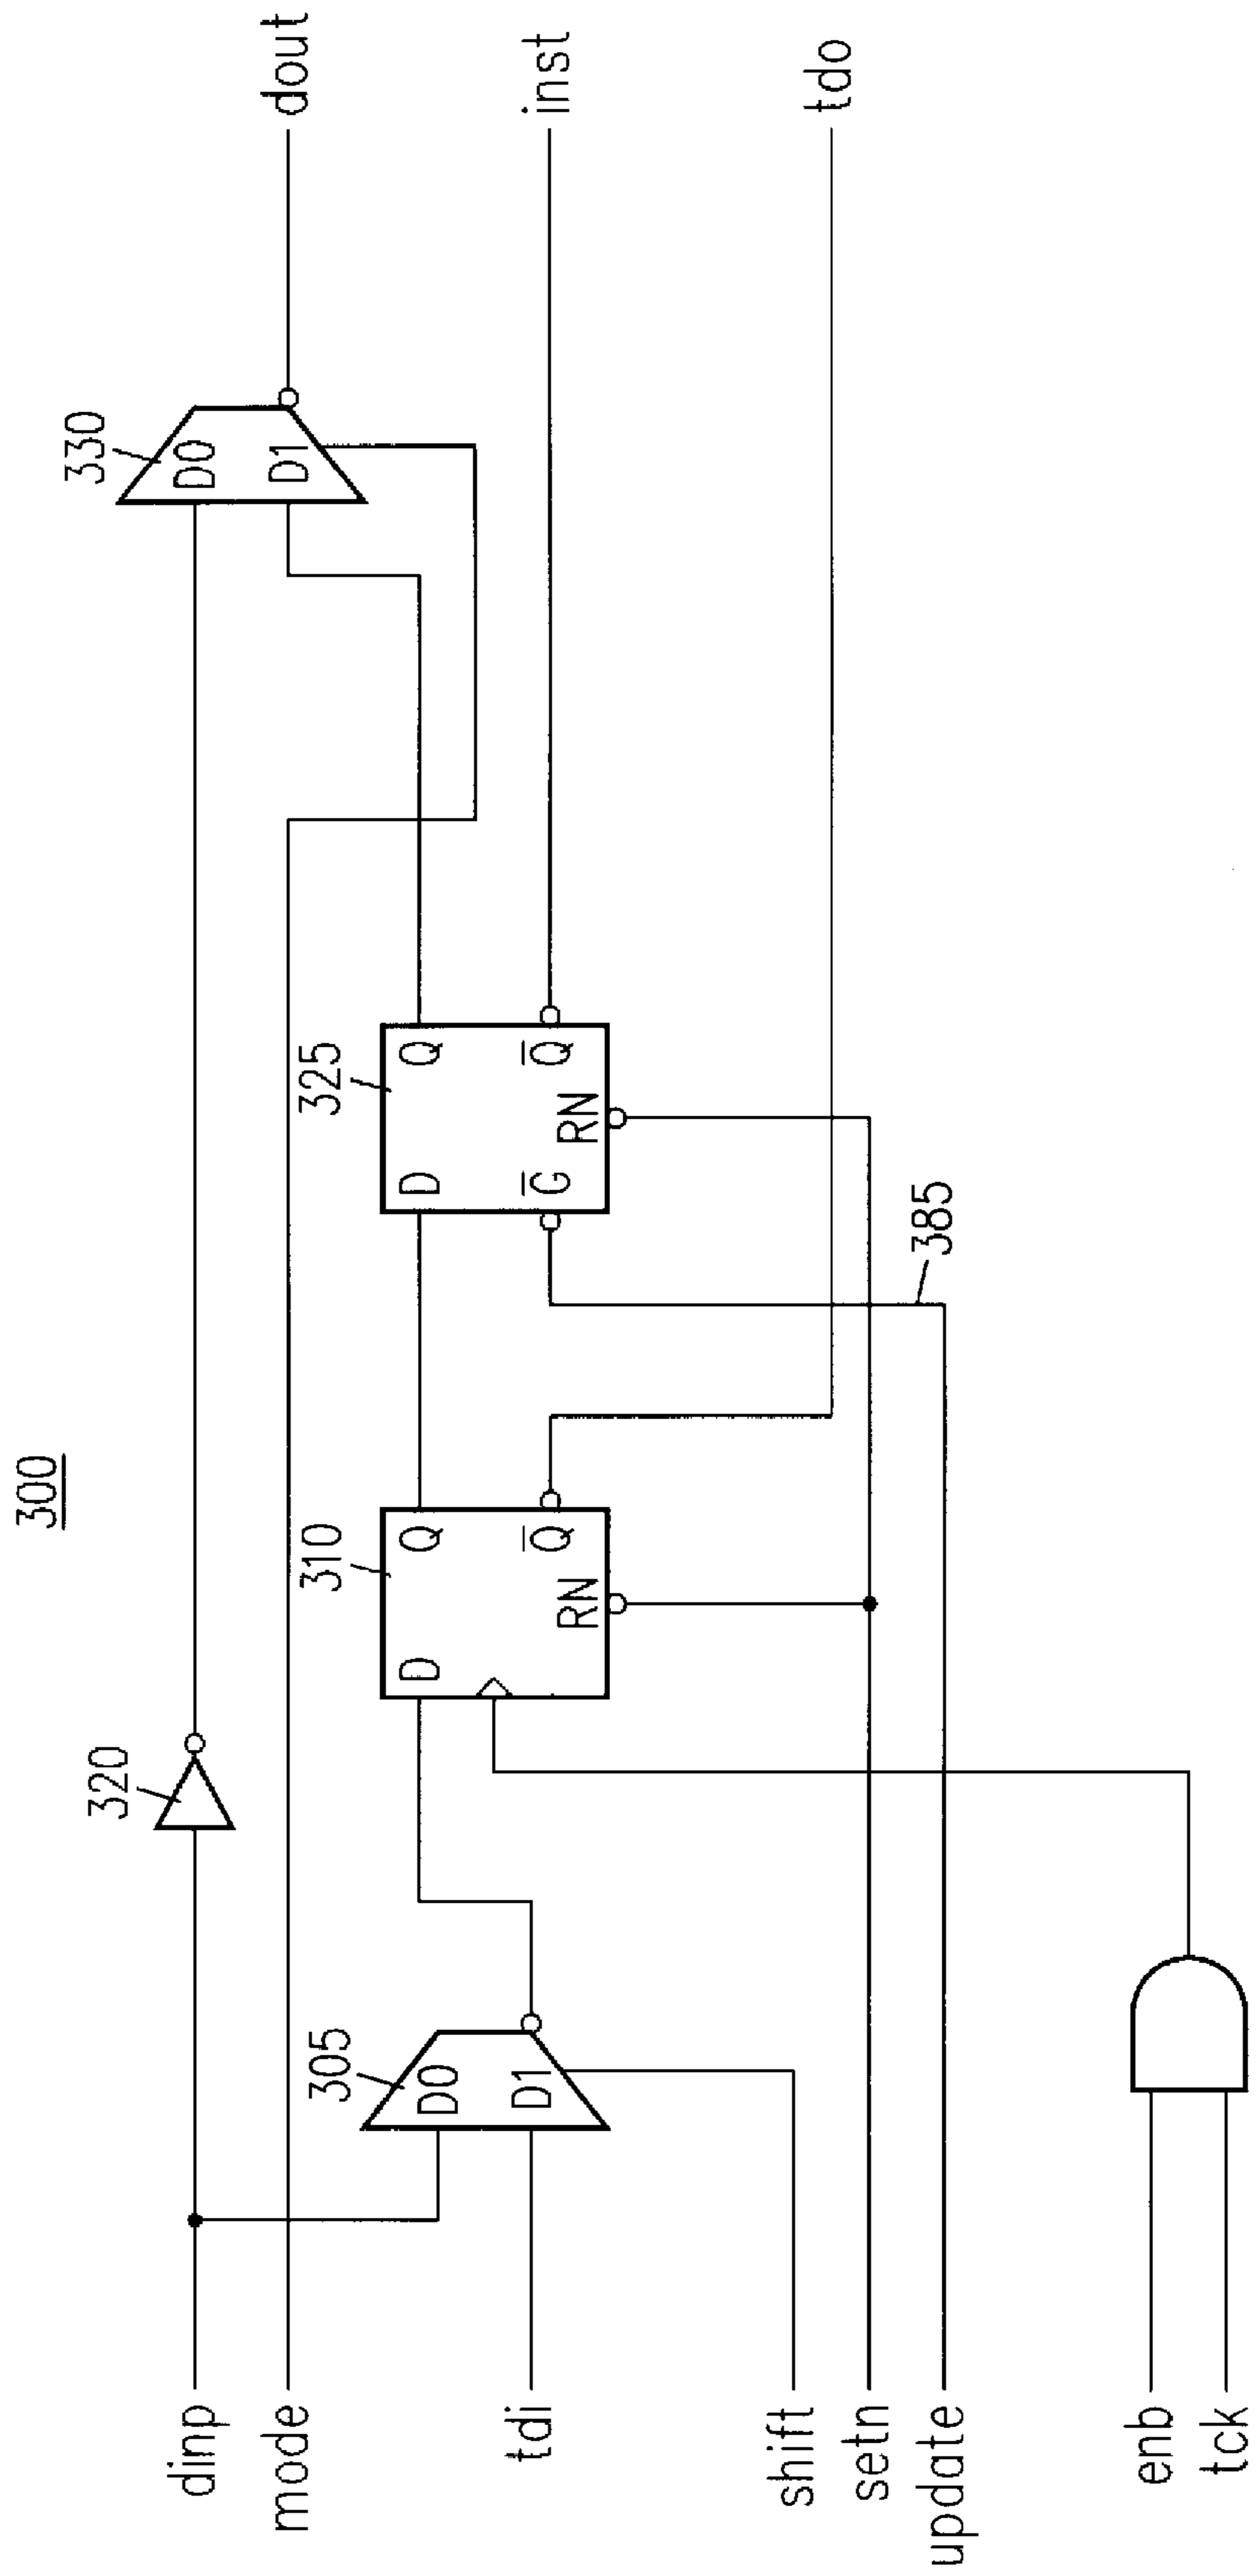 300
dinp
320
330
D0
D1
dout
mode
305
D0
D1
310
D
Q
Q̅
RN
325
D
Q
G̅
Q̅
RN
inst
tdi
tdo
shift
setn
update
385
enb
tck